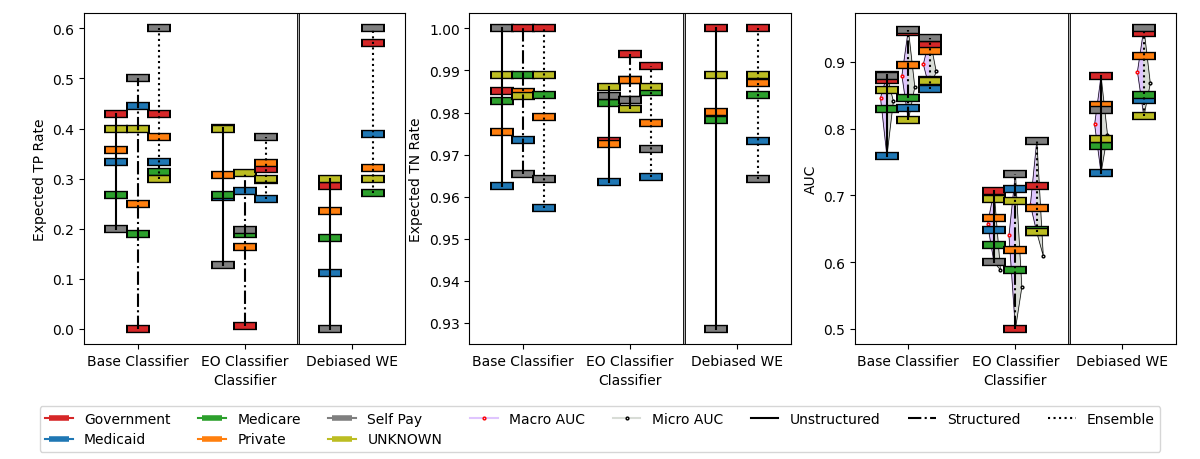 0.6
0.5
0.4
0.3
0.2
0.1
0.0
Expected TP Rate
Base Classifier EO Classifier Debiased WE
Classifier
1.00
0.99
0.98
0.97
0.96
0.95
0.94
0.93
Expected TN Rate
Base Classifier EO Classifier Debiased WE
Classifier
0.9
0.8
0.7
0.6
0.5
AUC
Base Classifier EO Classifier Debiased WE
Classifier
Government Medicare Self Pay Macro AUC Micro AUC Unstructured Structured Ensemble
Medicaid Private UNKNOWN